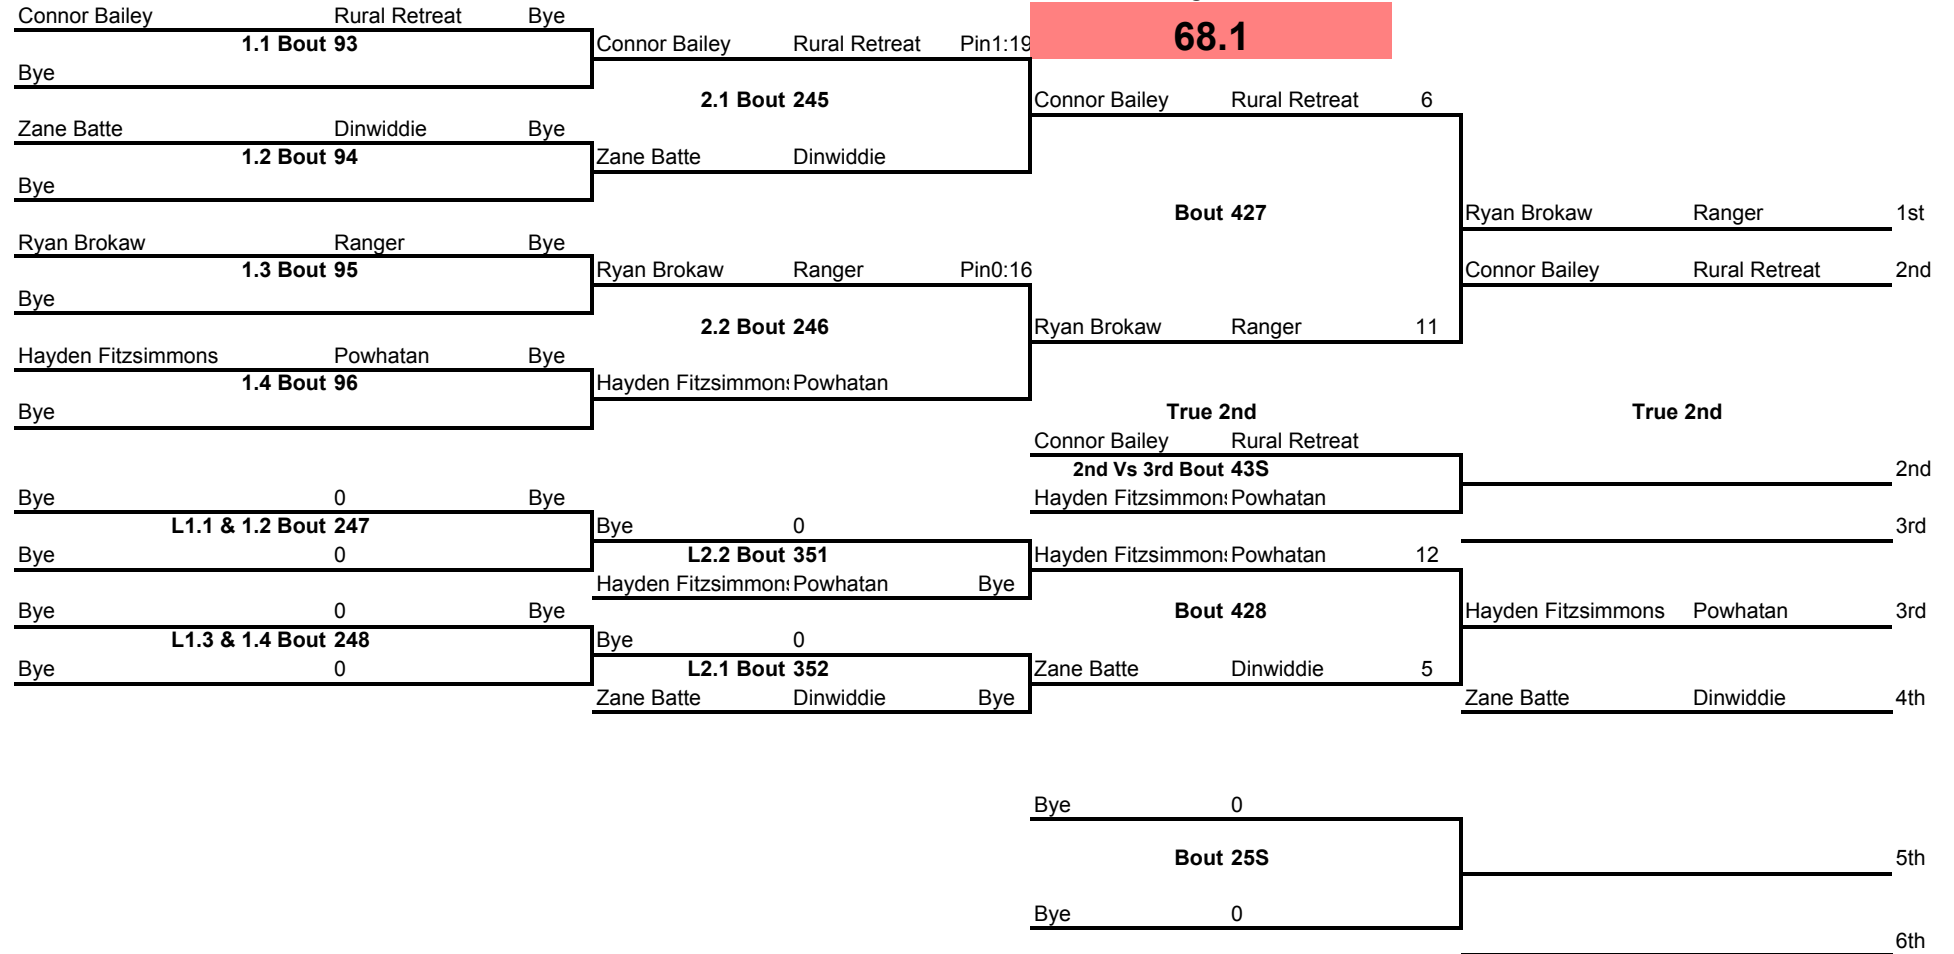 Connor Bailey Rural Retreat Bye
1.1 Bout 93
Bye
Zane Batte Dinwiddie Bye
1.2 Bout 94
Bye
Ryan Brokaw Ranger Bye
1.3 Bout 95
Bye
Hayden Fitzsimmons Powhatan Bye
1.4 Bout 96
Bye
Bye 0 Bye
L1.1 & 1.2 Bout 247
Bye 0
Bye 0 Bye
L1.3 & 1.4 Bout 248
Bye 0
Connor Bailey Rural Retreat Pin1:19
2.1 Bout 245
Zane Batte Dinwiddie
Ryan Brokaw Ranger Pin0:16
2.2 Bout 246
Hayden Fitzsimmons Powhatan
Bye 0
L2.2 Bout 351
Hayden Fitzsimmons Powhatan Bye
Bye 0
L2.1 Bout 352
Zane Batte Dinwiddie Bye
68.1
Connor Bailey Rural Retreat 6
Bout 427
Ryan Brokaw Ranger 11
True 2nd
Connor Bailey Rural Retreat
2nd Vs 3rd Bout 43S
Hayden Fitzsimmons Powhatan
Hayden Fitzsimmons Powhatan 12
Bout 428
Zane Batte Dinwiddie 5
Bye 0
Bout 25S
Bye 0
Ryan Brokaw Ranger 1st
Connor Bailey Rural Retreat 2nd
True 2nd
2nd
3rd
Hayden Fitzsimmons Powhatan 3rd
Zane Batte Dinwiddie 4th
5th
6th